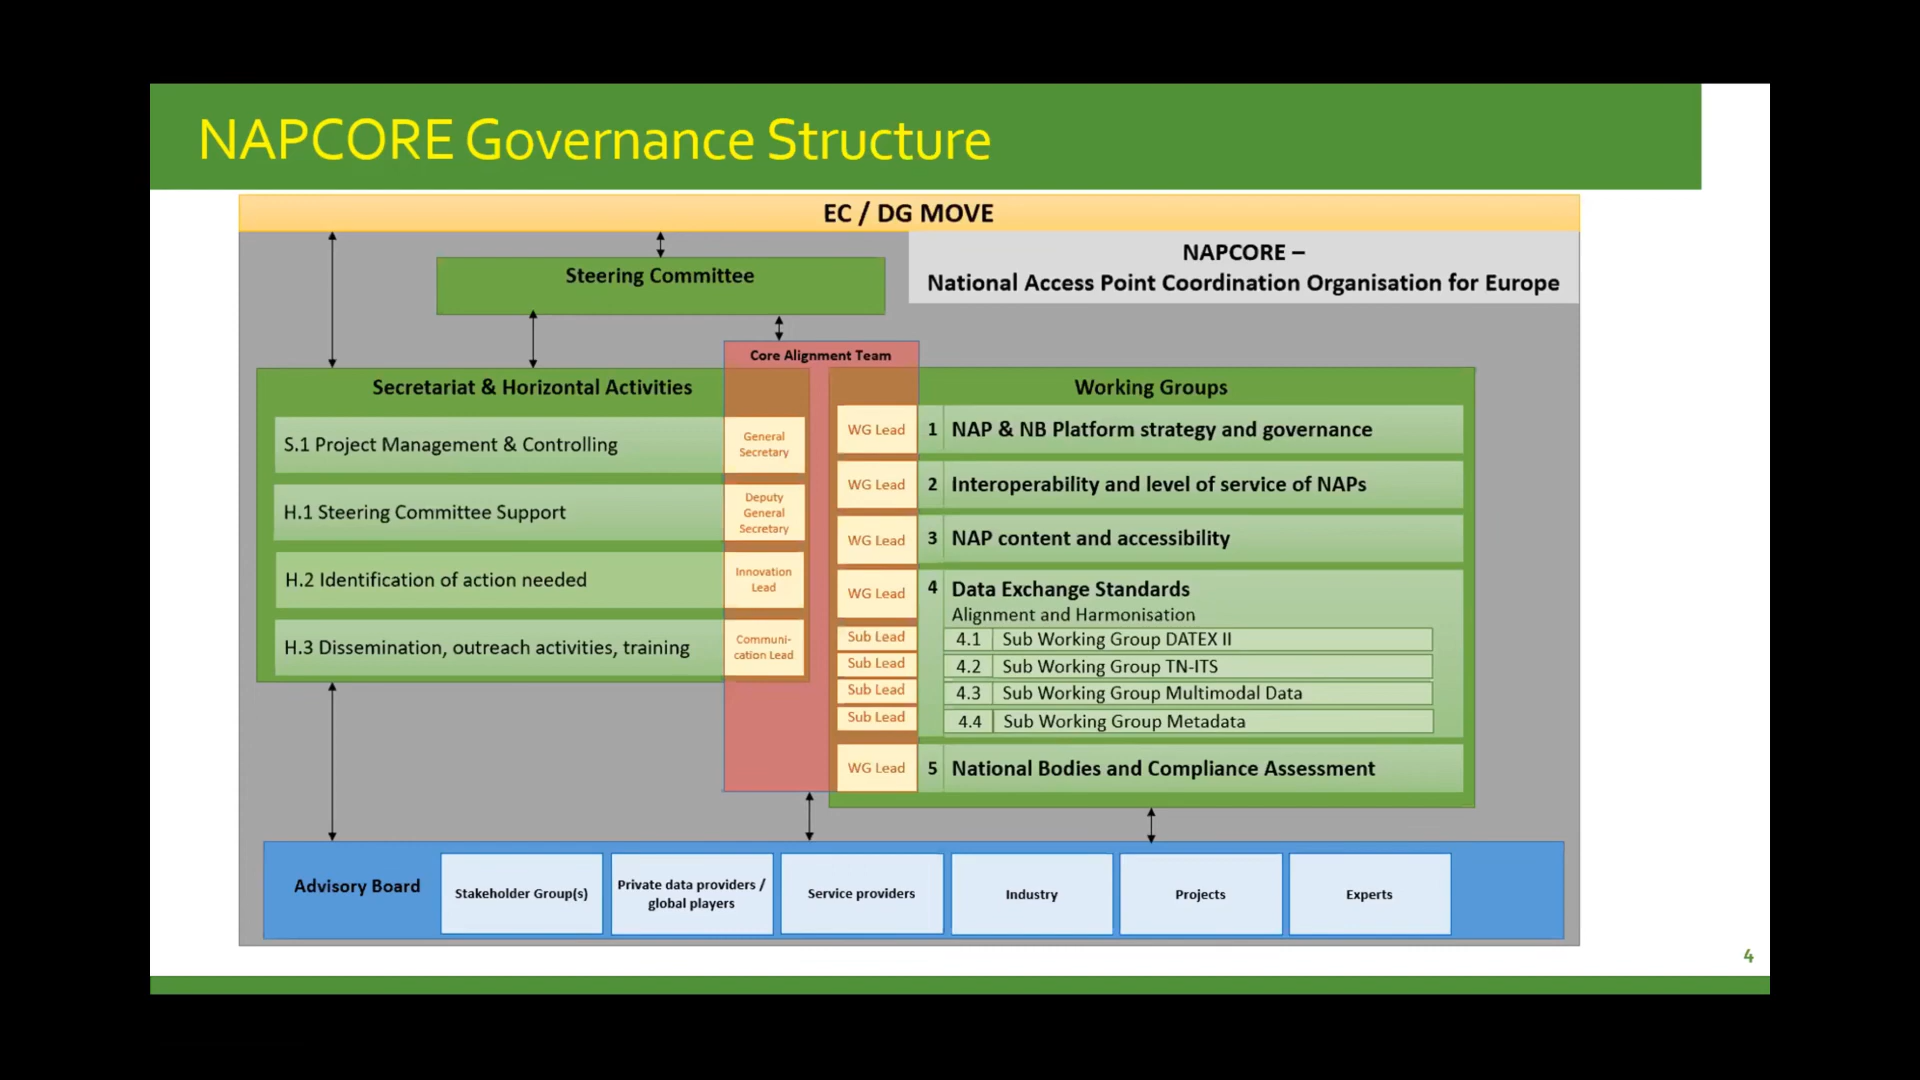 NAPCORE Governance Structure
EC / DG MOVE
NAPCORE –
National Access Point Coordination Organisation for Europe
Steering Committee
Core Alignment Team
Secretariat & Horizontal Activities
S.1 Project Management & Controlling
General
Secretary
H.1 Steering Committee Support
Deputy
General
Secretary
H.2 Identification of action needed
Innovation
Lead
H.3 Dissemination, outreach activities, training
Communi-
cation Lead
Working Groups
WG Lead 1 NAP & NB Platform strategy and governance
WG Lead 2 Interoperability and level of service of NAPs
WG Lead 3 NAP content and accessibility
WG Lead 4 Data Exchange Standards
Alignment and Harmonisation
Sub Lead 4.1 Sub Working Group DATEX II
Sub Lead 4.2 Sub Working Group TN-ITS
Sub Lead 4.3 Sub Working Group Multimodal Data
Sub Lead 4.4 Sub Working Group Metadata
WG Lead 5 National Bodies and Compliance Assessment
Advisory Board
Stakeholder Group(s)
Private data providers /
global players
Service providers
Industry
Projects
Experts
4